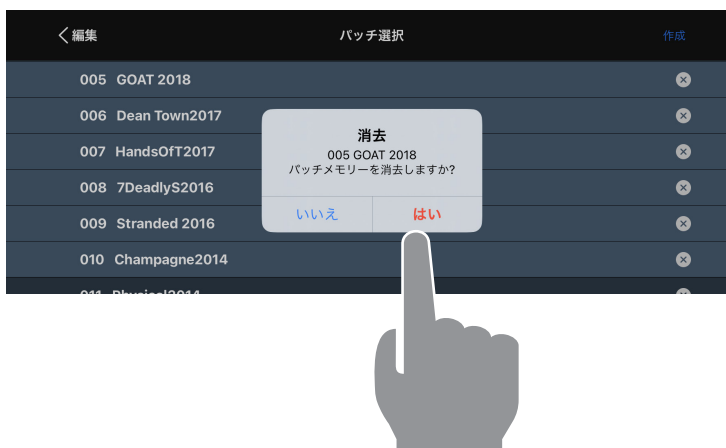 編集
パッチ選択
作成
005 GOAT 2018
006 Dean Town2017
007 HandsOfT2017
008 7DeadlyS2016
009 Stranded 2016
010 Champagne2014
011 Physical2014
消去
005 GOAT 2018
パッチメモリーを消去しますか?
いいえ
はい